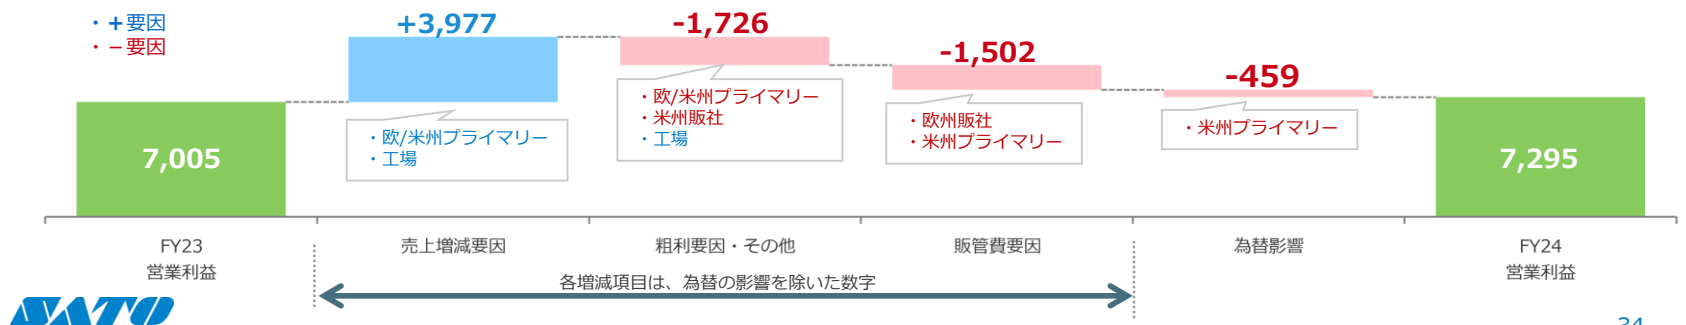 ・＋要因
・－要因
+3,977
-1,726
-1,502
-459
・欧/米州プライマリー
・工場
・欧/米州プライマリー
・米州販社
・工場
・欧州販社
・米州プライマリー
・米州プライマリー
7,005
7,295
FY23
営業利益
売上増減要因
粗利要因・その他
販管費要因
為替影響
FY24
営業利益
各増減項目は、為替の影響を除いた数字
SATO
34